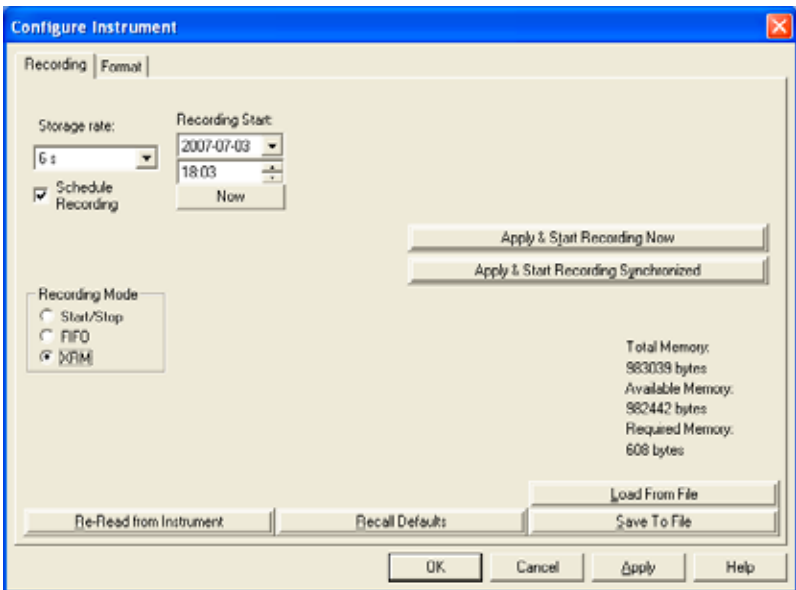 Configure Instrument
Recording
Format
Storage rate:
6 s
Schedule
Recording
Recording Start:
2007-07-03
18:03
Now
Apply & Start Recording Now
Apply & Start Recording Synchronized
Recording Mode
Start/Stop
FIFO
XRM
Total Memory:
983039 bytes
Available Memory:
982442 bytes
Required Memory:
608 bytes
Load From File
Re-Read from Instrument
Recall Defaults
Save To File
OK
Cancel
Apply
Help